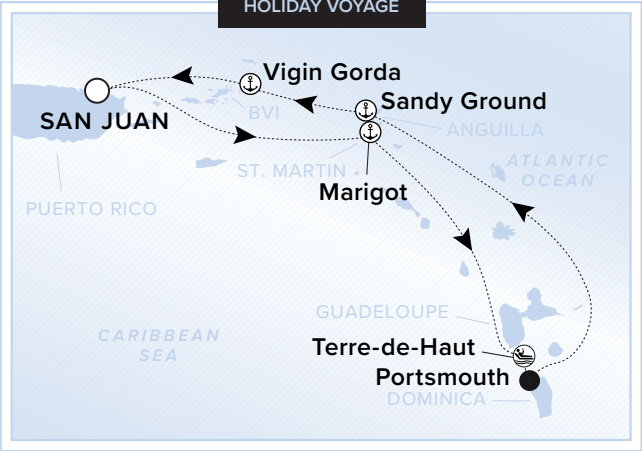 HOLIDAY VOYAGE
Vigin Gorda
Sandy Ground
SAN JUAN
BVI
ANGUILLA
ST. MARTIN
ATLANTIC
OCEAN
Marigot
PUERTO RICO
GUADELOUPE
CARIBBEAN
SEA
Terre-de-Haut
Portsmouth
DOMINICA